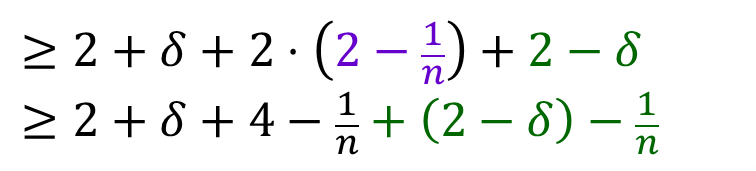 ≥ 2 + δ + 2 · (2 − 1/n) + 2 − δ
≥ 2 + δ + 4 − 1/n + (2 − δ) − 1/n